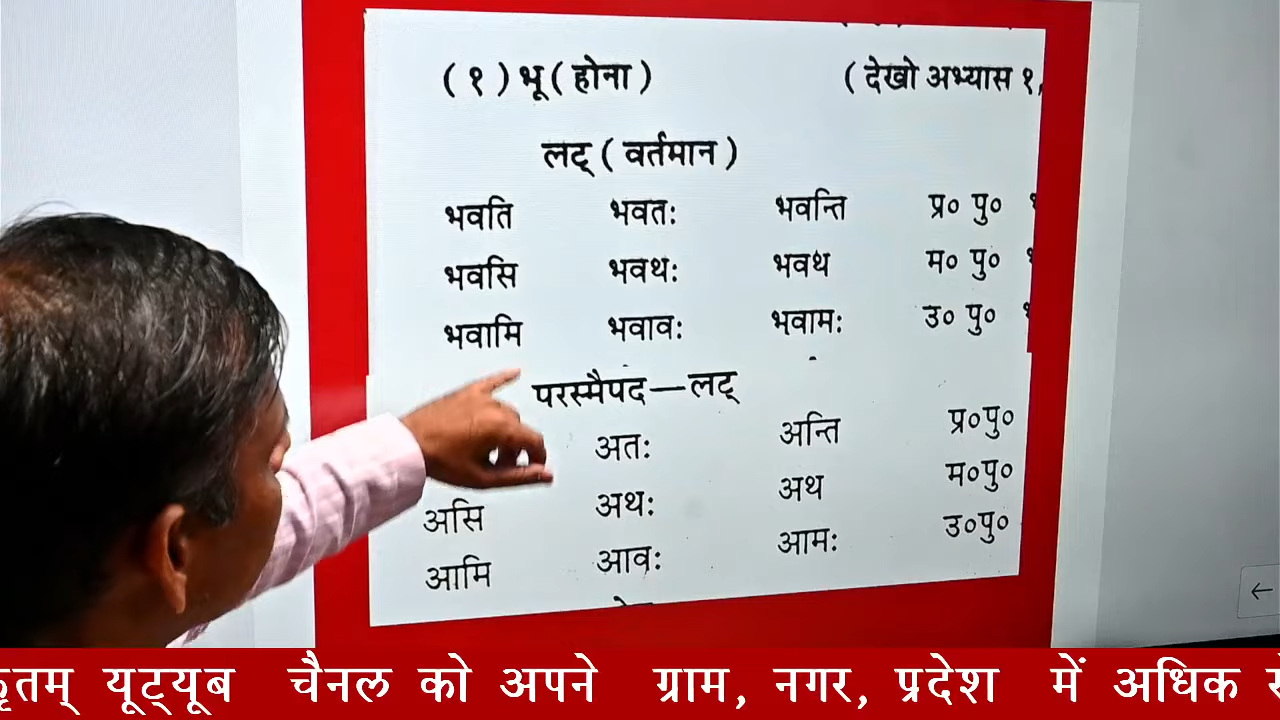 ( १ ) भू ( होना ) ( देखो अभ्यास १,
लट् ( वर्तमान )
भवति भवतः भवन्ति प्र० पु०
भवसि भवथः भवथ म० पु०
भवामि भवावः भवामः उ० पु०
परस्मैपद—लट्
अतः अन्ति प्र०पु०
असि अथः अथ म०पु०
आमि आवः आमः उ०पु०
यूट्यूब चैनल को अपने ग्राम, नगर, प्रदेश में अधिक